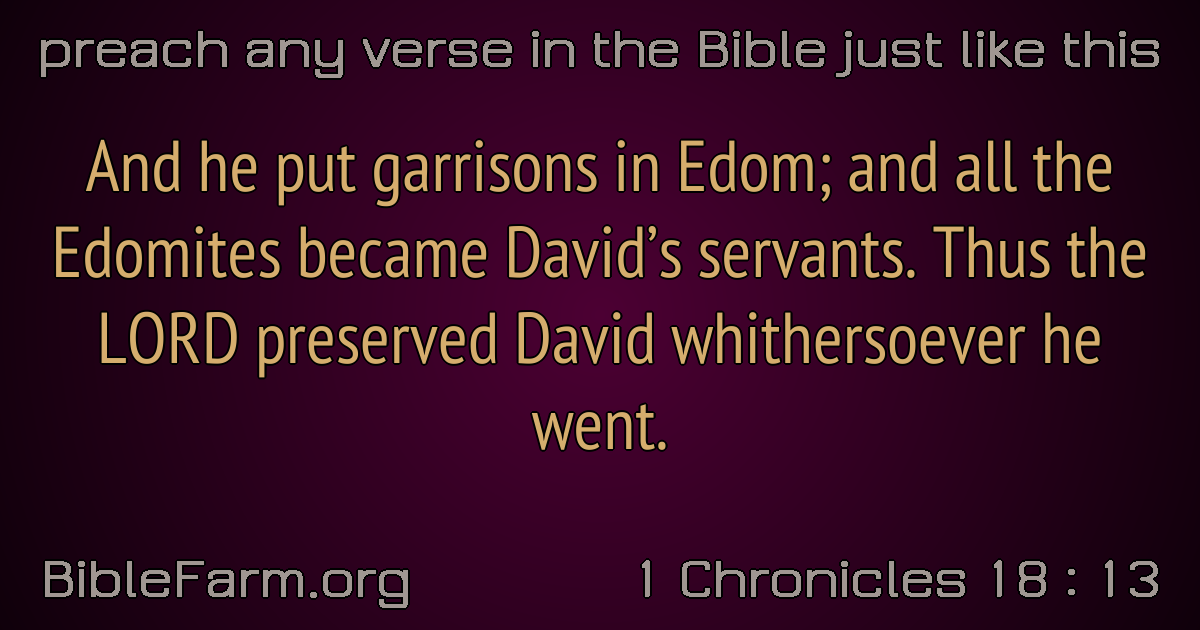 preach any verse in the Bible just like this
And he put garrisons in Edom; and all the
Edomites became David’s servants. Thus the
LORD preserved David whithersoever he
went.
BibleFarm.org
1 Chronicles 18 : 13